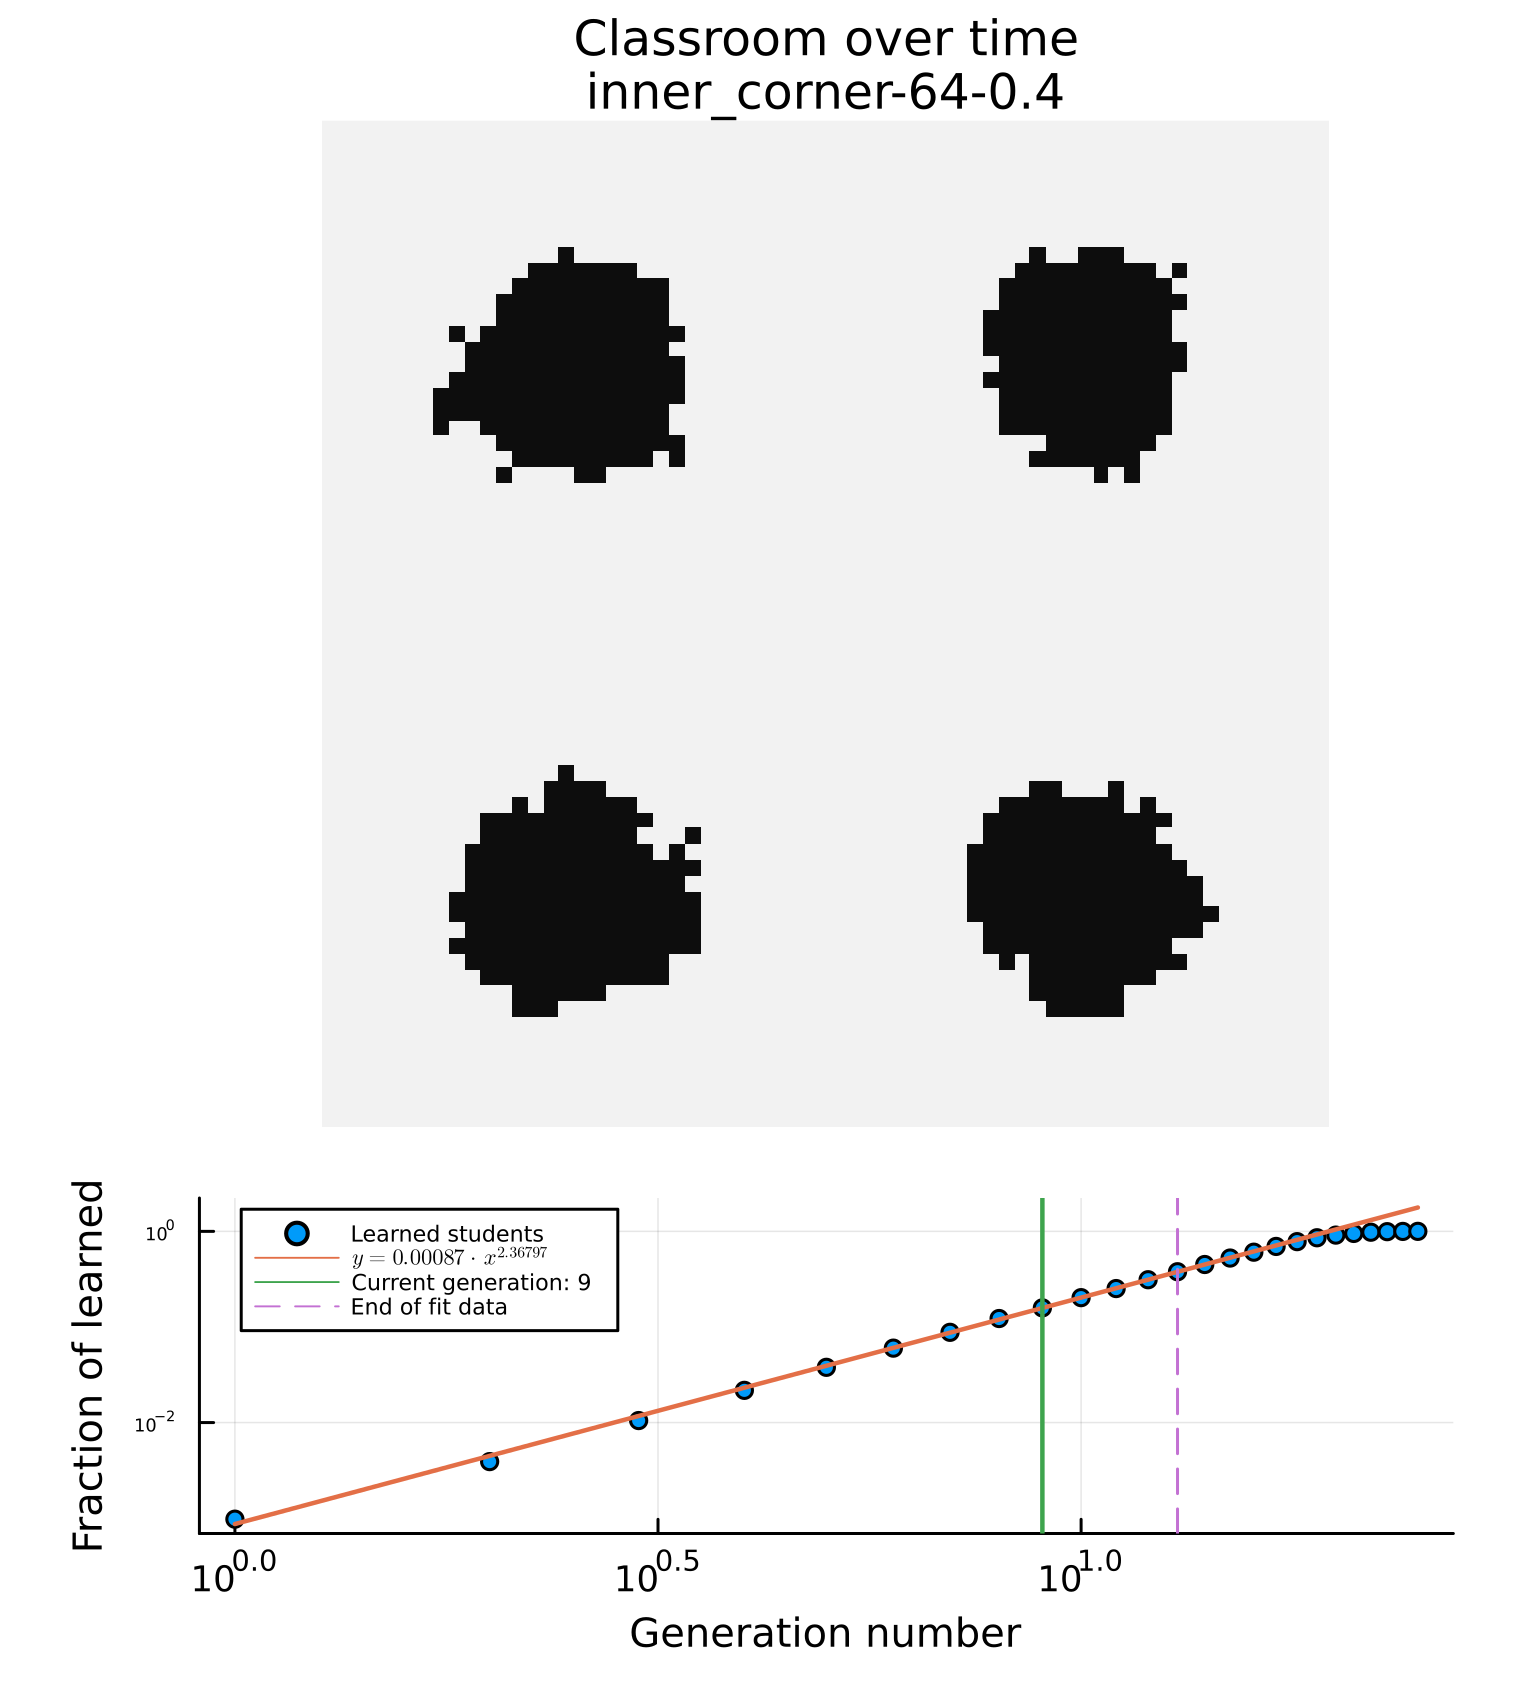 Classroom over time
inner_corner-64-0.4
Fraction of learned
10^0
10^−2
Learned students
y = 0.00087 · x^2.36797
Current generation: 9
End of fit data
10^0.0 10^0.5 10^1.0
Generation number